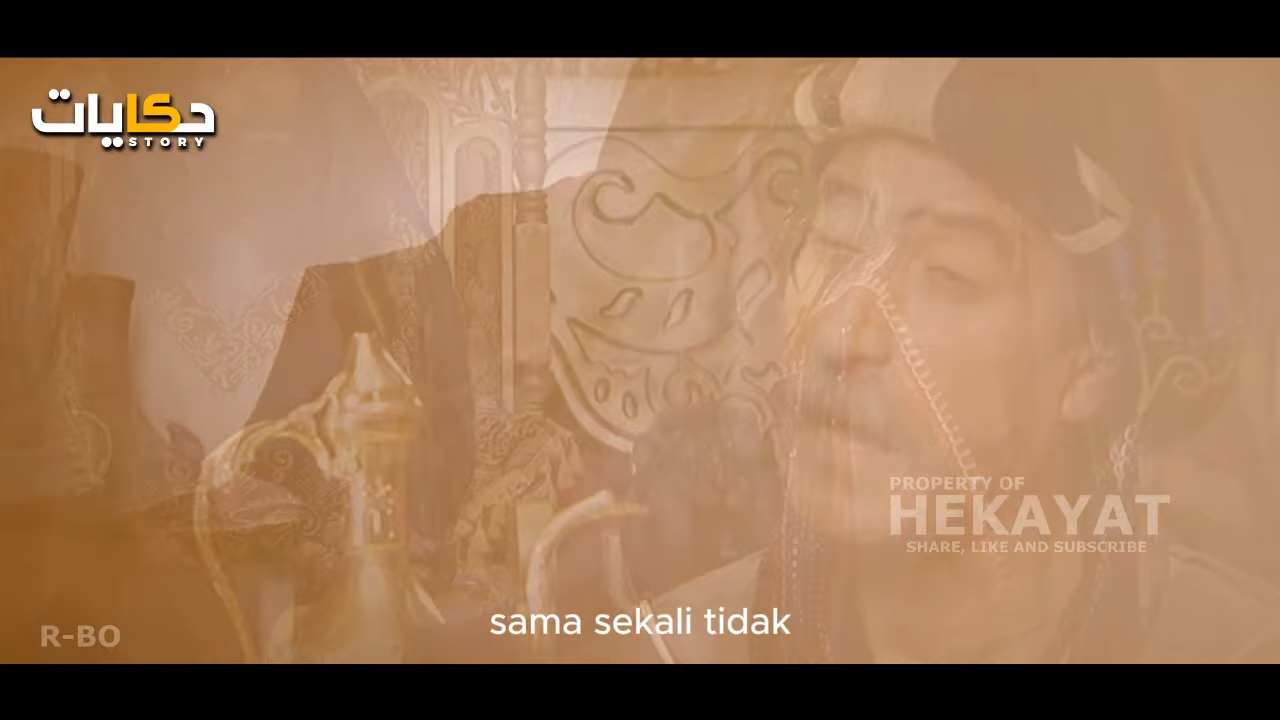 حكايات
STORY
PROPERTY OF
HEKAYAT
SHARE, LIKE AND SUBSCRIBE
sama sekali tidak
R-BO